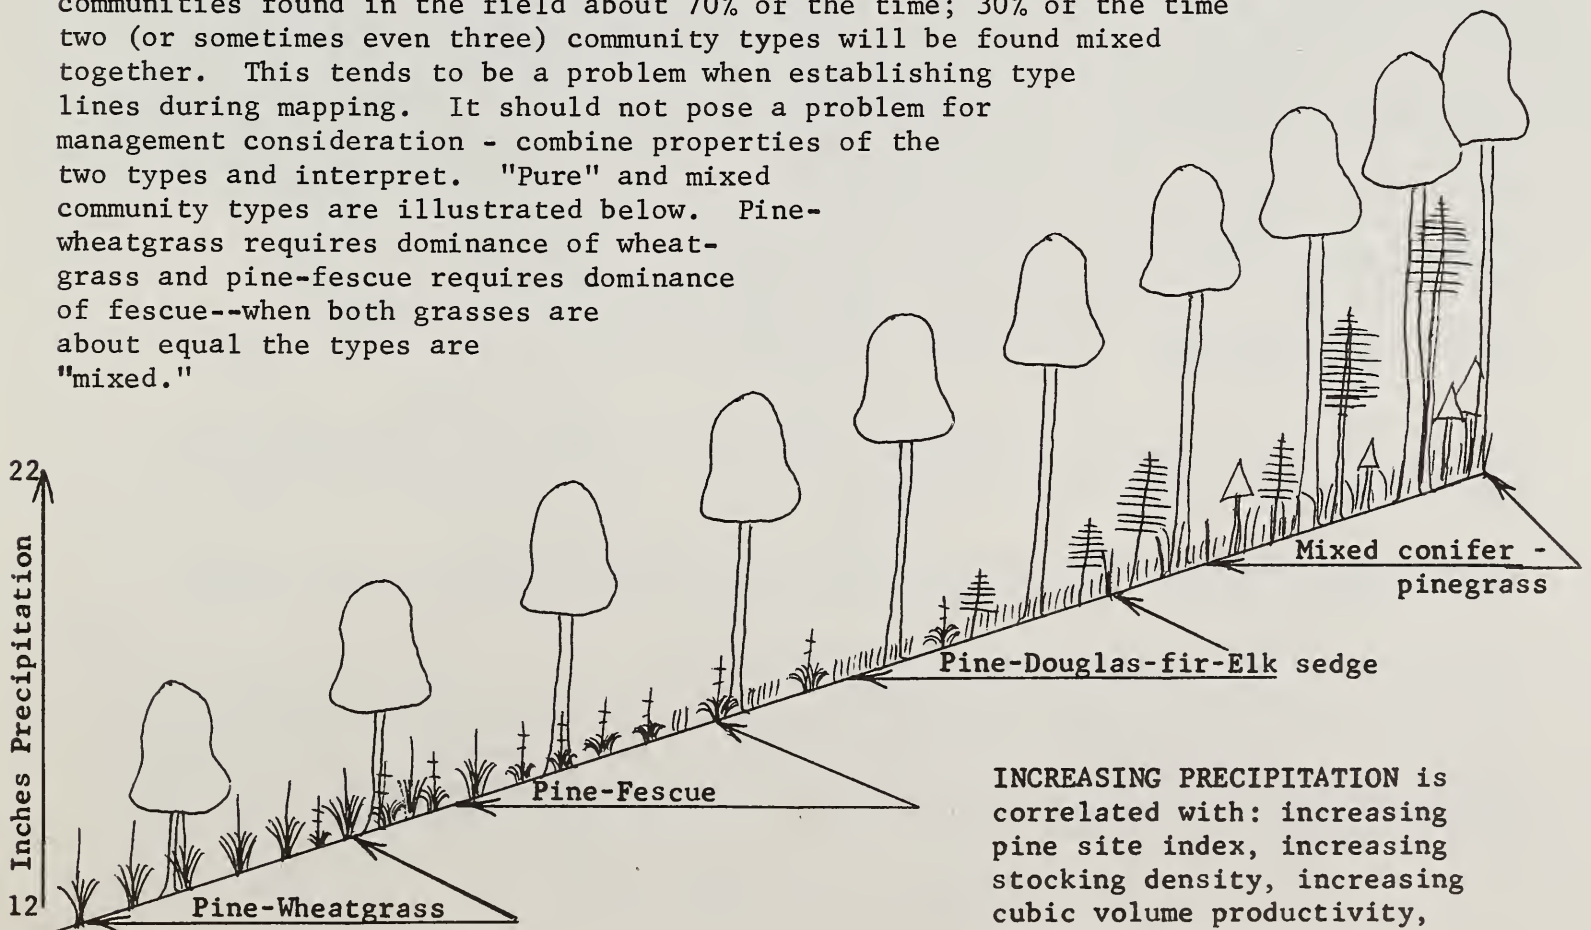 communities found in the field about 70% of the time; 30% of the time
two (or sometimes even three) community types will be found mixed
together. This tends to be a problem when establishing type
lines during mapping. It should not pose a problem for
management consideration - combine properties of the
two types and interpret. "Pure" and mixed
community types are illustrated below. Pine-
wheatgrass requires dominance of wheat-
grass and pine-fescue requires dominance
of fescue--when both grasses are
about equal the types are
"mixed."
22
Inches Precipitation
12
Mixed conifer -
pinegrass
Pine-Douglas-fir-Elk sedge
Pine-Fescue
Pine-Wheatgrass
INCREASING PRECIPITATION is
correlated with: increasing
pine site index, increasing
stocking density, increasing
cubic volume productivity,